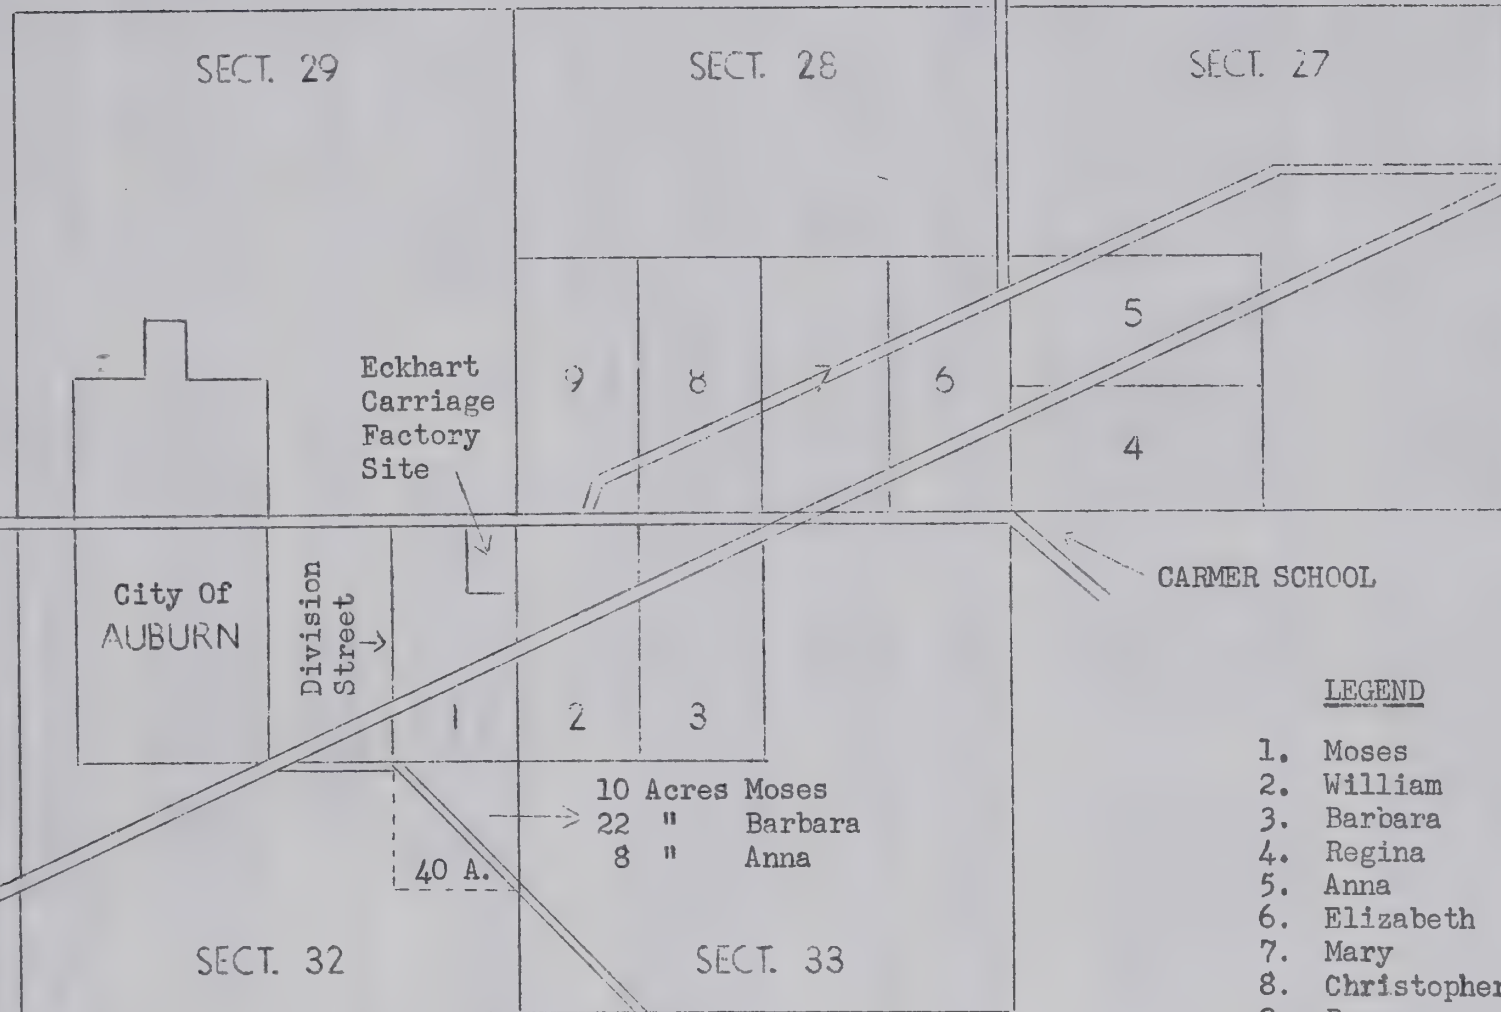 SECT. 29
SECT. 28
SECT. 27
Eckhart
Carriage
Factory
Site
9
8
7
6
5
4
City Of
AUBURN
Division
Street
1
2
3
CARMER SCHOOL
10 Acres Moses
22 " Barbara
8 " Anna
40 A.
SECT. 32
SECT. 33
LEGEND
1. Moses
2. William
3. Barbara
4. Regina
5. Anna
6. Elizabeth
7. Mary
8. Christopher